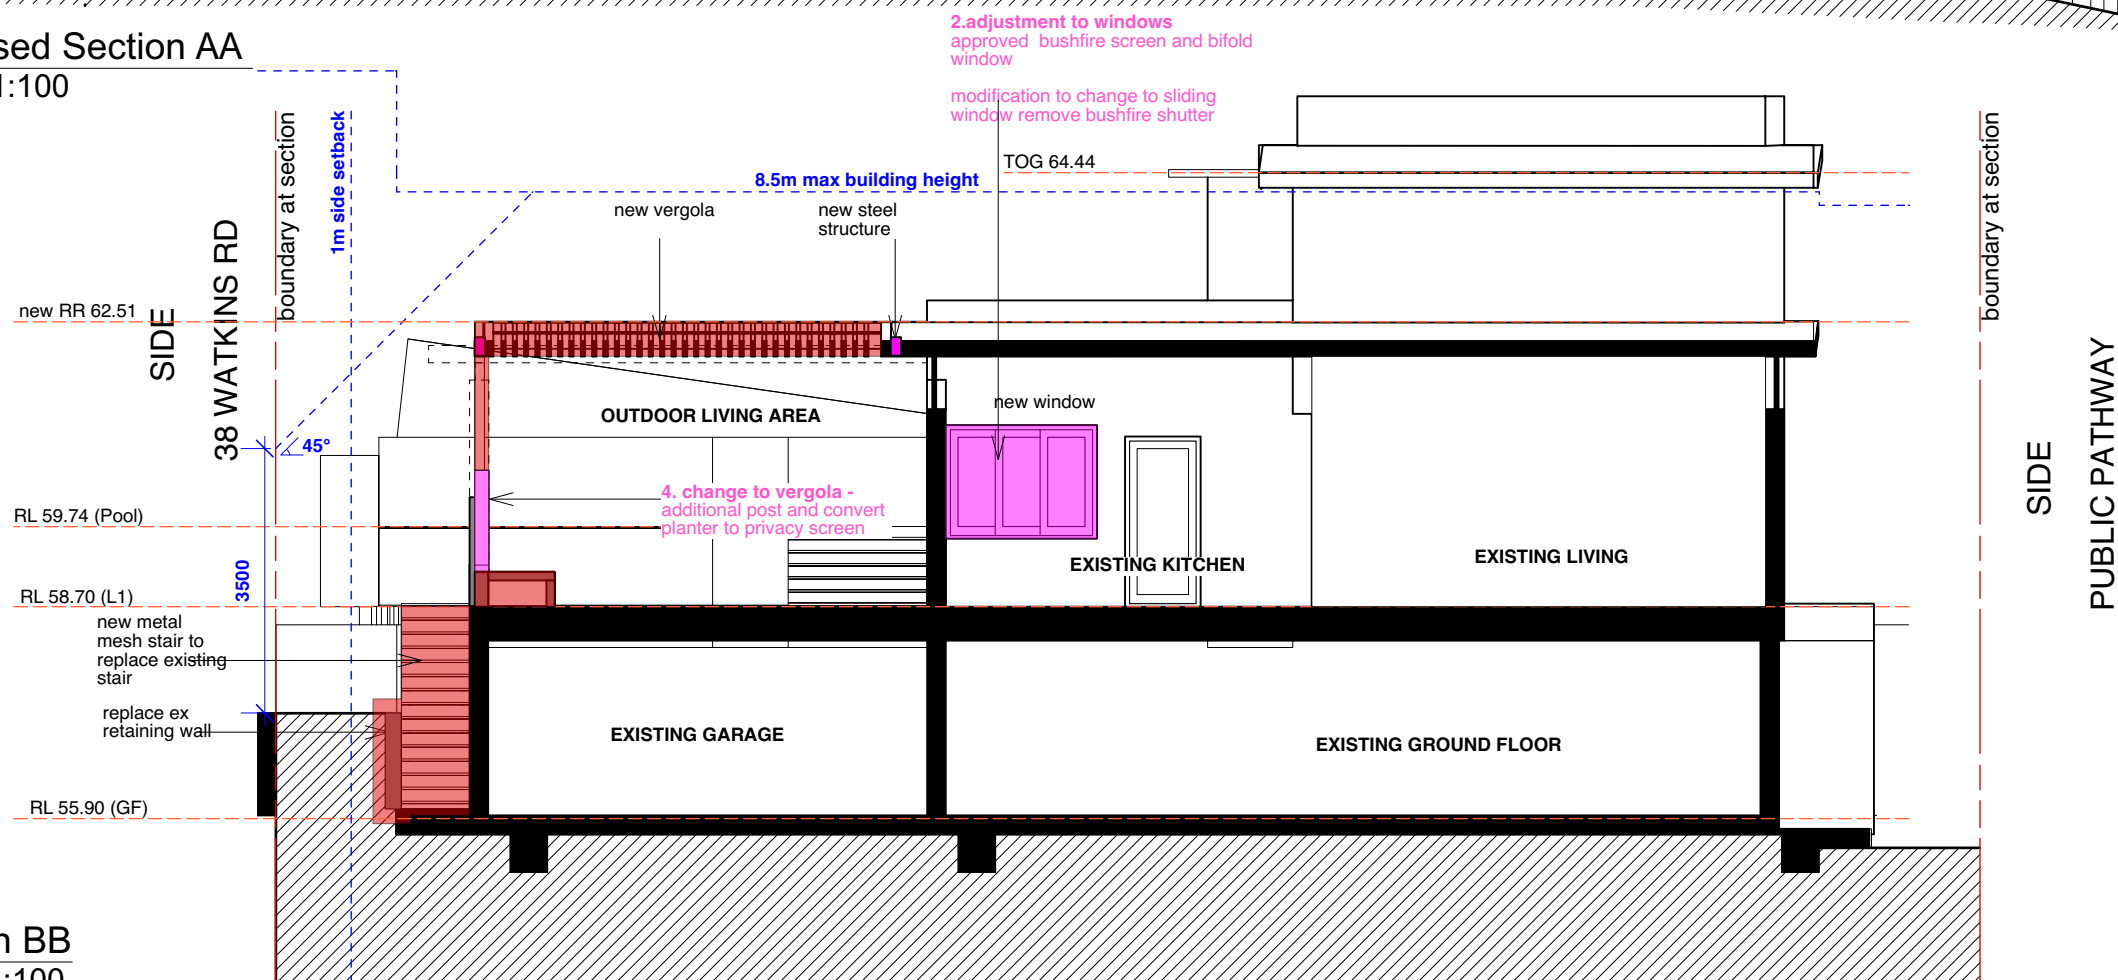 sed Section AA
1:100
2.adjustment to windows
approved bushfire screen and bifold
window
modification to change to sliding
window remove bushfire shutter
boundary at section
1m side setback
38 WATKINS RD
SIDE
TOG 64.44
8.5m max building height
new vergola
new steel
structure
new RR 62.51
boundary at section
SIDE
PUBLIC PATHWAY
new window
OUTDOOR LIVING AREA
45°
4. change to vergola -
additional post and convert
planter to privacy screen
RL 59.74 (Pool)
EXISTING KITCHEN
EXISTING LIVING
3500
RL 58.70 (L1)
new metal
mesh stair to
replace existing
stair
replace ex
retaining wall
EXISTING GARAGE
EXISTING GROUND FLOOR
RL 55.90 (GF)
n BB
:100